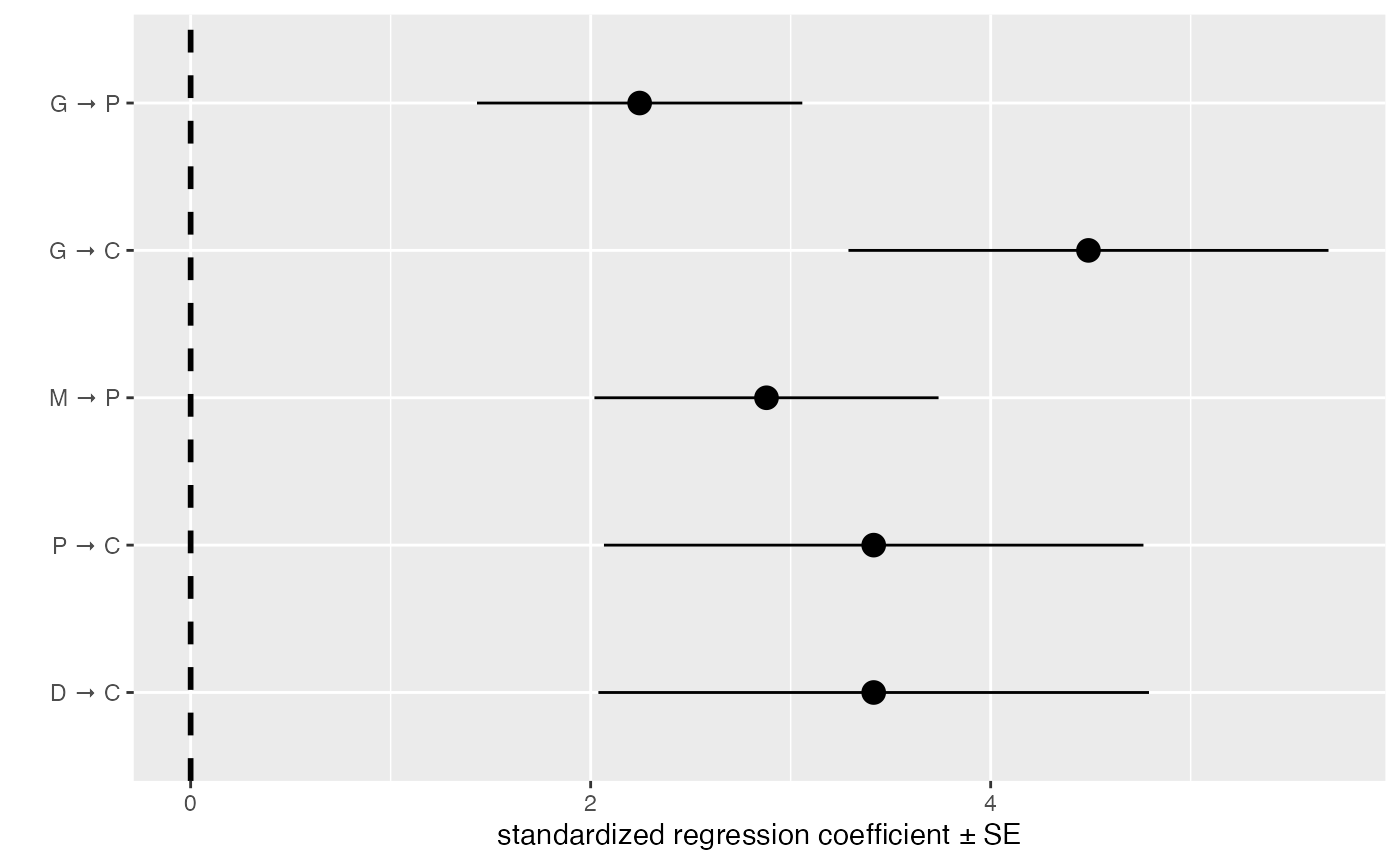 G → P
G → C
M → P
P → C
D → C
0 2 4
standardized regression coefficient ± SE